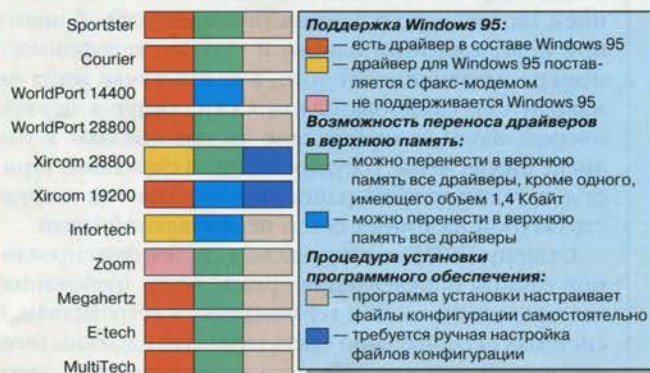 Sportster
Courier
WorldPort 14400
WorldPort 28800
Xircom 28800
Xircom 19200
Infortech
Zoom
Megahertz
E-tech
MultiTech
Поддержка Windows 95:
— есть драйвер в составе Windows 95
— драйвер для Windows 95 постав-
ляется с факс-модемом
— не поддерживается Windows 95
Возможность переноса драйверов
в верхнюю память:
— можно перенести в верхнюю
память все драйверы, кроме одного,
имеющего объем 1,4 Кбайт
— можно перенести в верхнюю
память все драйверы
Процедура установки
программного обеспечения:
— программа установки настраивает
файлы конфигурации самостоятельно
— требуется ручная настройка
файлов конфигурации